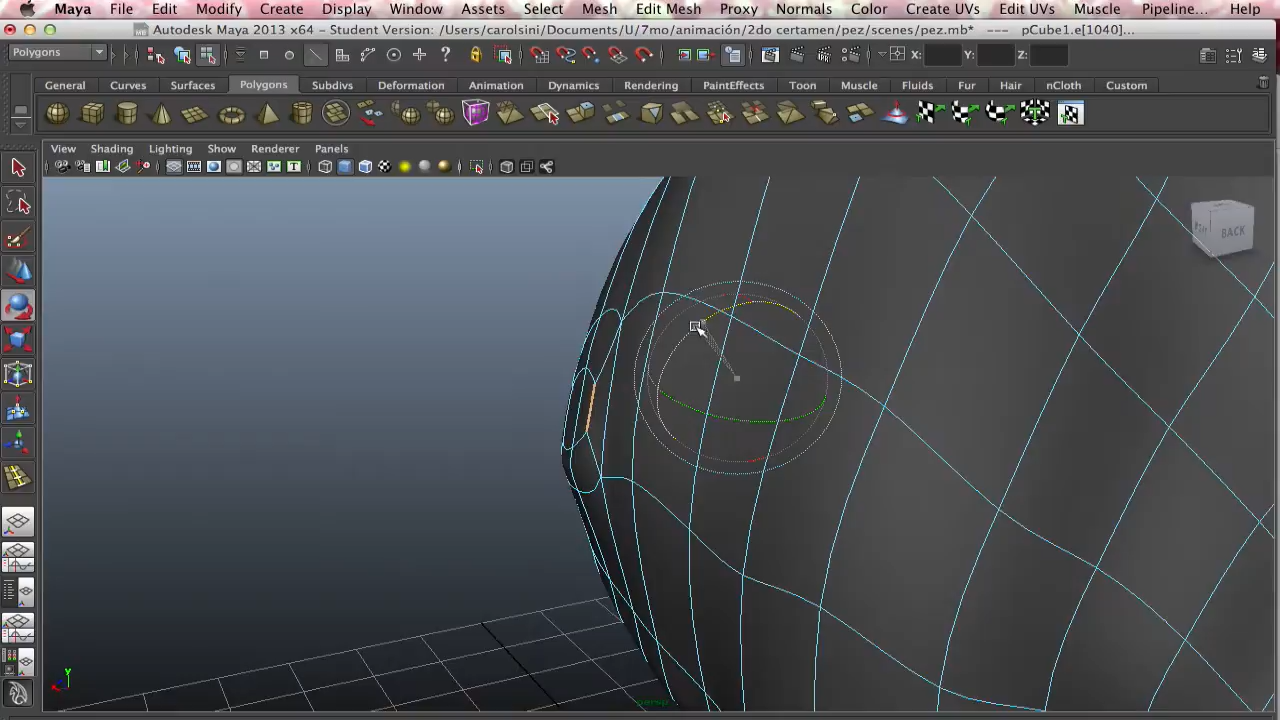 Maya File Edit Modify Create Display Window Assets Select Mesh Edit Mesh Proxy Normals Color Create UVs Edit UVs Muscle Pipeline... Help
Autodesk Maya 2013 x64 - Student Version: /Users/carolsini/Documents/U/7mo/animación/2do certamen/pez/scenes/pez.mb* --- pCube1.e[1040]...
Polygons X: Y: Z:
General Curves Surfaces Polygons Subdivs Deformation Animation Dynamics Rendering PaintEffects Toon Muscle Fluids Fur Hair nCloth Custom
View Shading Lighting Show Renderer Panels
BACK
y
persp